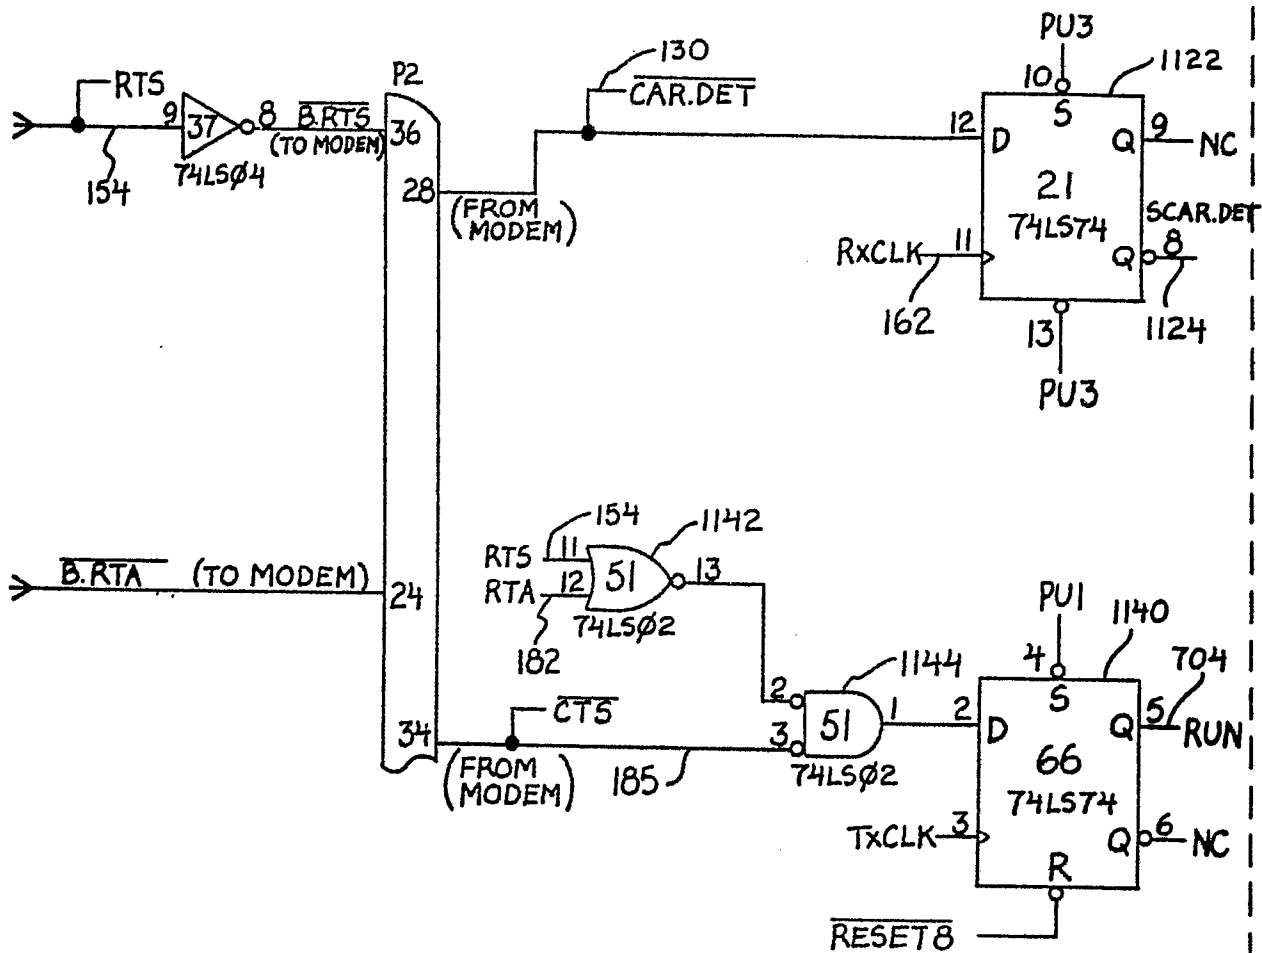 PU3
130
1122
P2
RTS
CAR.DET
10
S
9
37
8
B.RTS
(TO MODEM)
36
12
D
Q
9
NC
74LSØ4
154
28
(FROM MODEM)
21
74LS74
SCAR.DET
RxCLK
11
Q
8
162
13
1124
PU3
154
1142
RTS
11
51
13
RTA
12
74LSØ2
182
B.RTA
(TO MODEM)
24
PU1
1140
1144
4
S
704
2
51
1
2
D
Q
5
RUN
CTS
3
74LSØ2
34
(FROM MODEM)
185
66
74LS74
TxCLK
3
Q
6
NC
R
RESET8